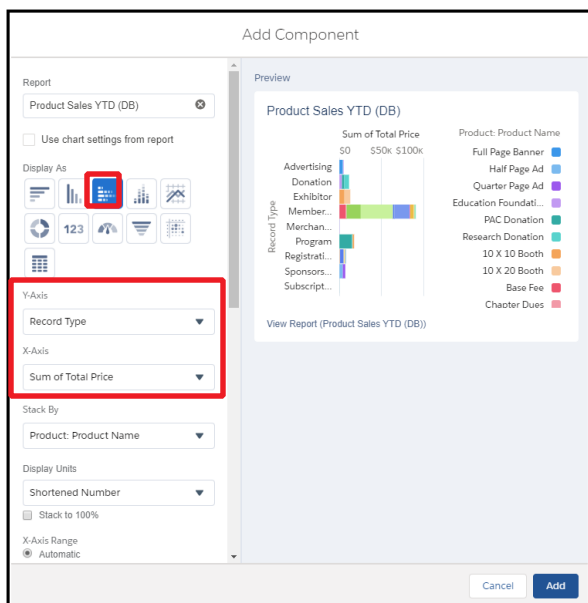 Add Component
Report
Product Sales YTD (DB)
Use chart settings from report
Display As
123
Y-Axis
Record Type
X-Axis
Sum of Total Price
Stack By
Product: Product Name
Display Units
Shortened Number
Stack to 100%
X-Axis Range
Automatic
Preview
Product Sales YTD (DB)
Sum of Total Price
$0 $50K $100K
Record Type
Advertising
Donation
Exhibitor
Member...
Merchan...
Program
Registrati...
Sponsors...
Subscript...
Product: Product Name
Full Page Banner
Half Page Ad
Quarter Page Ad
Education Foundati...
PAC Donation
Research Donation
10 X 10 Booth
10 X 20 Booth
Base Fee
Chapter Dues
View Report (Product Sales YTD (DB))
Cancel Add